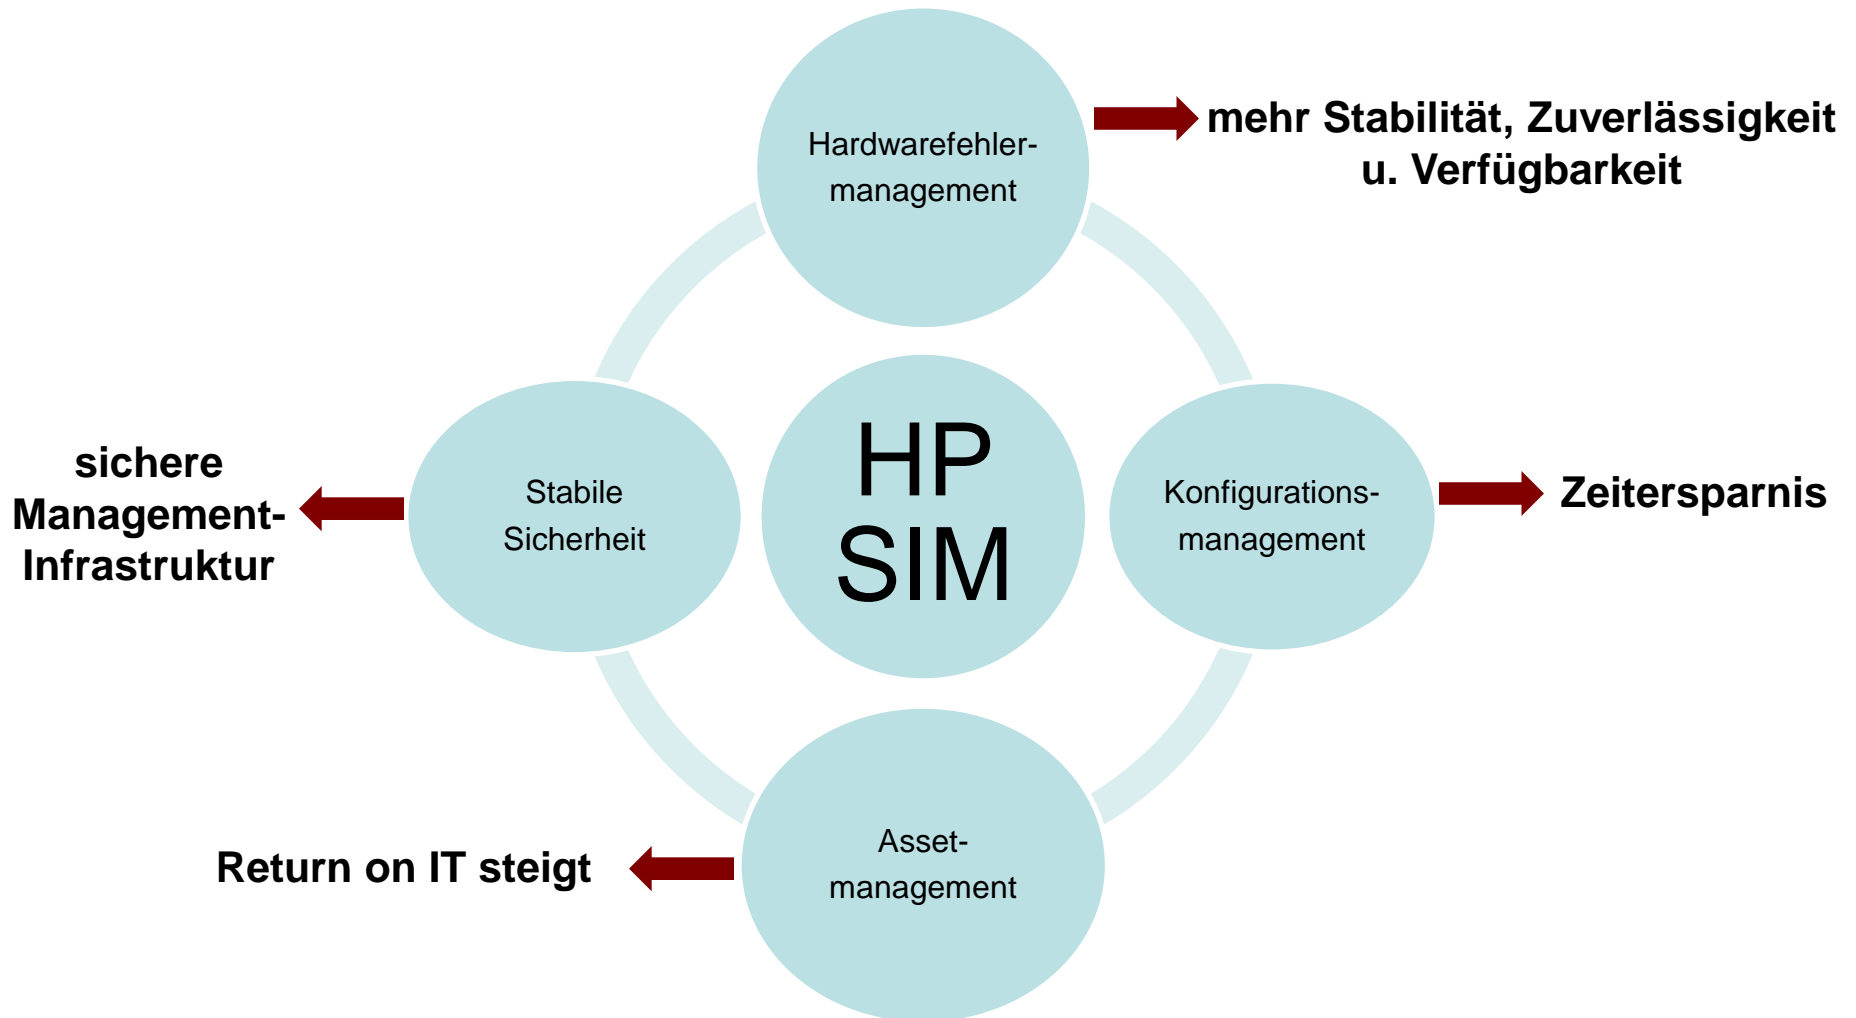 Hardwarefehler-
management
mehr Stabilität, Zuverlässigkeit
u. Verfügbarkeit
sichere
Management-
Infrastruktur
Stabile
Sicherheit
HP
SIM
Konfigurations-
management
Zeitersparnis
Return on IT steigt
Asset-
management